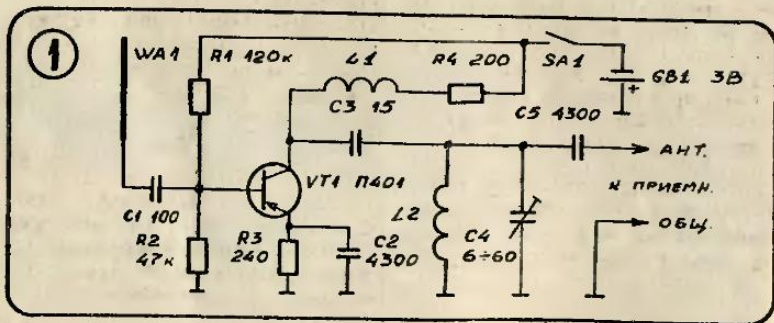 1
WA1
R1 120к
L1
R4 200
SA1
GB1 3В
+
C3 15
C5 4300
АНТ.
VT1 П401
К ПРИЕМН.
C1 100
L2
R2
47к
R3
240
C2
4300
C4
6÷60
ОБЩ.